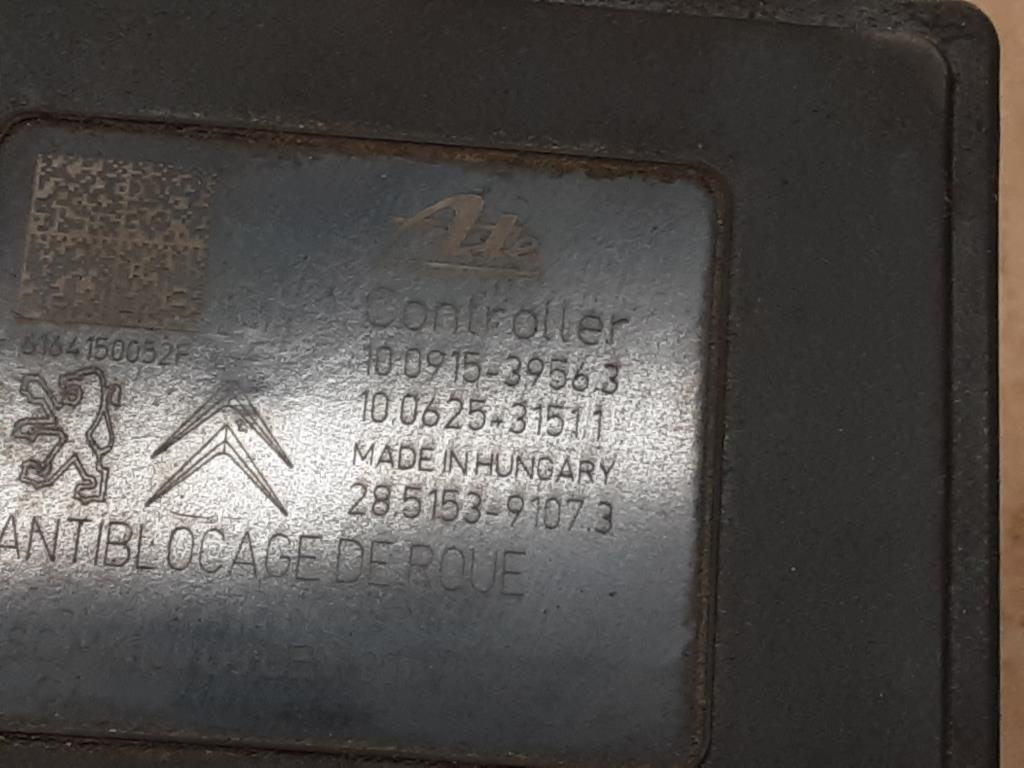 Ate
Controller
6164150052F
10.0915-3956.3
10.0625-3151.1
MADE IN HUNGARY
28.5153-9107.3
ANTIBLOCAGE DE ROUE